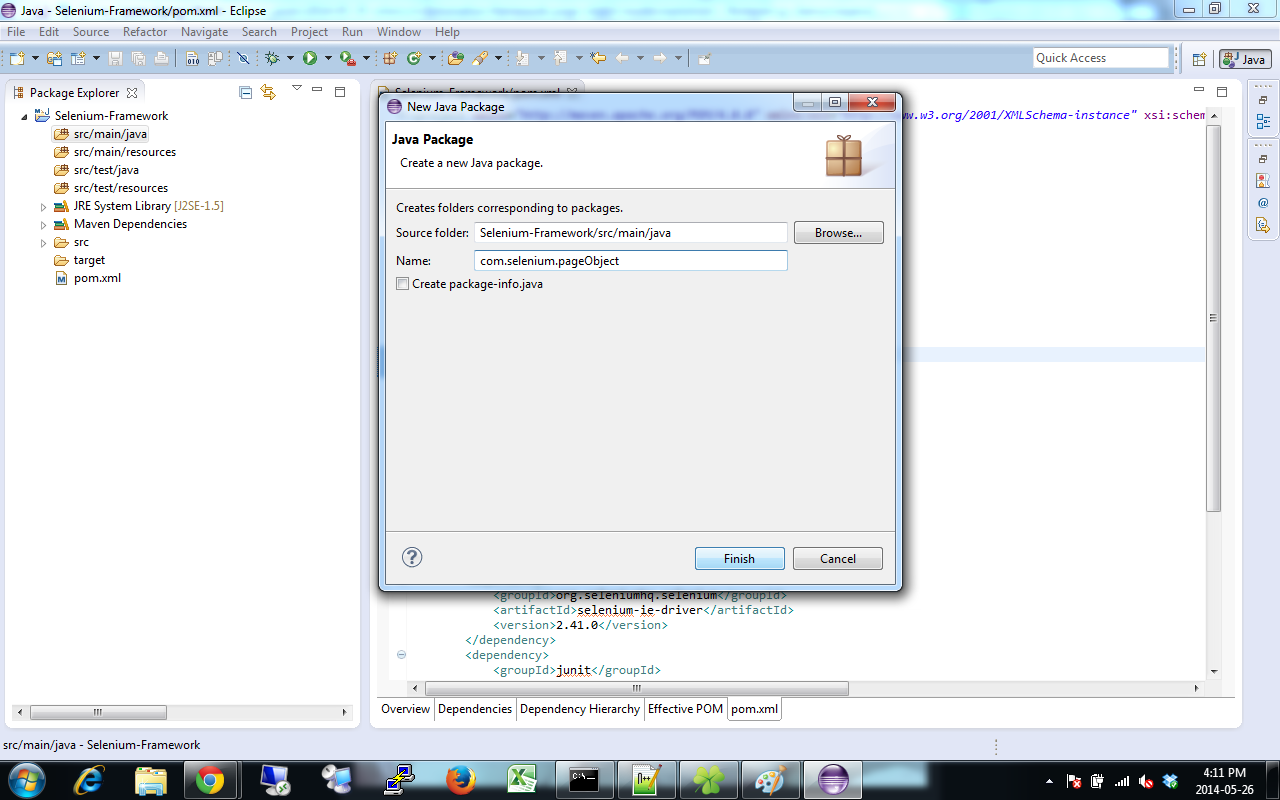 Java - Selenium-Framework/pom.xml - Eclipse
File Edit Source Refactor Navigate Search Project Run Window Help
Quick Access
Java
Package Explorer
Selenium-Framework/pom.xml
Selenium-Framework
src/main/java
src/main/resources
src/test/java
src/test/resources
JRE System Library [J2SE-1.5]
Maven Dependencies
src
target
pom.xml
w3.org/2001/XMLSchema-instance" xsi:schem
New Java Package
Java Package
Create a new Java package.
Creates folders corresponding to packages.
Source folder: Selenium-Framework/src/main/java Browse...
Name: com.selenium.pageObject
Create package-info.java
Finish Cancel
<groupId>org.seleniumhq.selenium</groupId>
<artifactId>selenium-ie-driver</artifactId>
<version>2.41.0</version>
</dependency>
<dependency>
<groupId>junit</groupId>
Overview Dependencies Dependency Hierarchy Effective POM pom.xml
src/main/java - Selenium-Framework
4:11 PM
2014-05-26